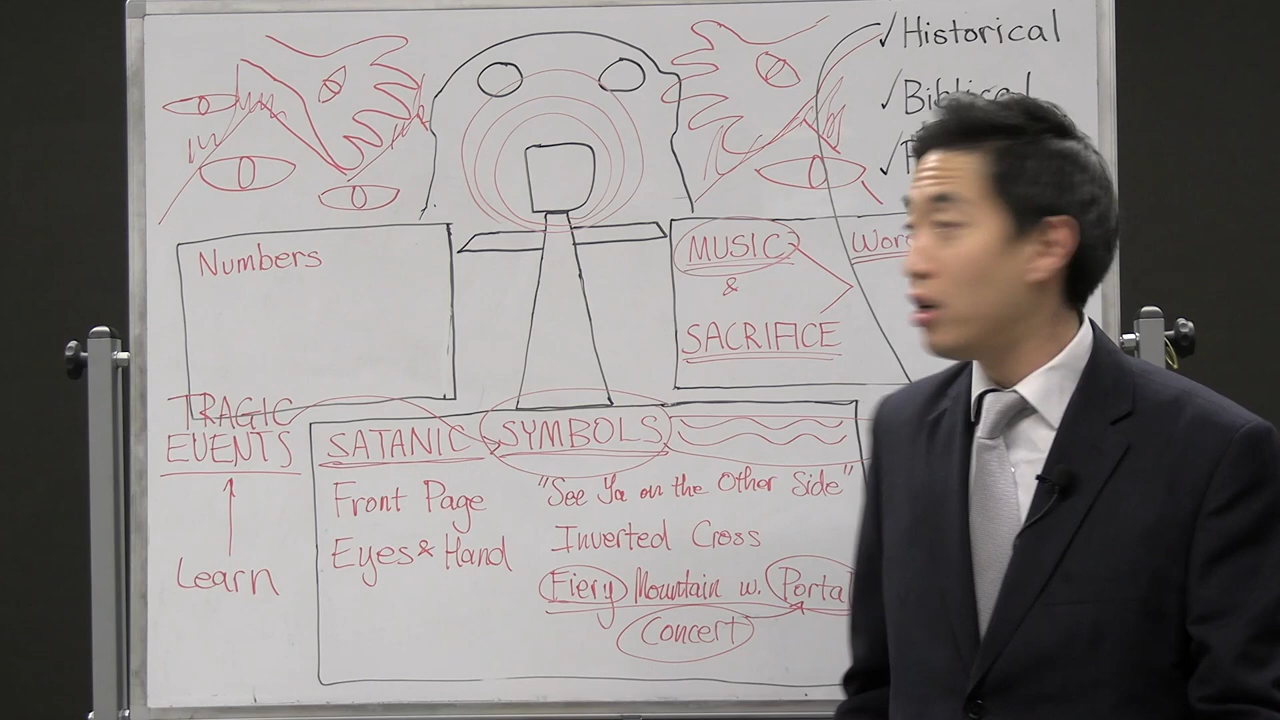 ✓ Historical
✓ Biblical
Numbers
MUSIC
&
SACRIFICE
TRAGIC
EVENTS
Learn
SATANIC SYMBOLS
Front Page
Eyes & Hand
"See Ya on the Other Side"
Inverted Cross
Fiery Mountain w. Portal
Concert